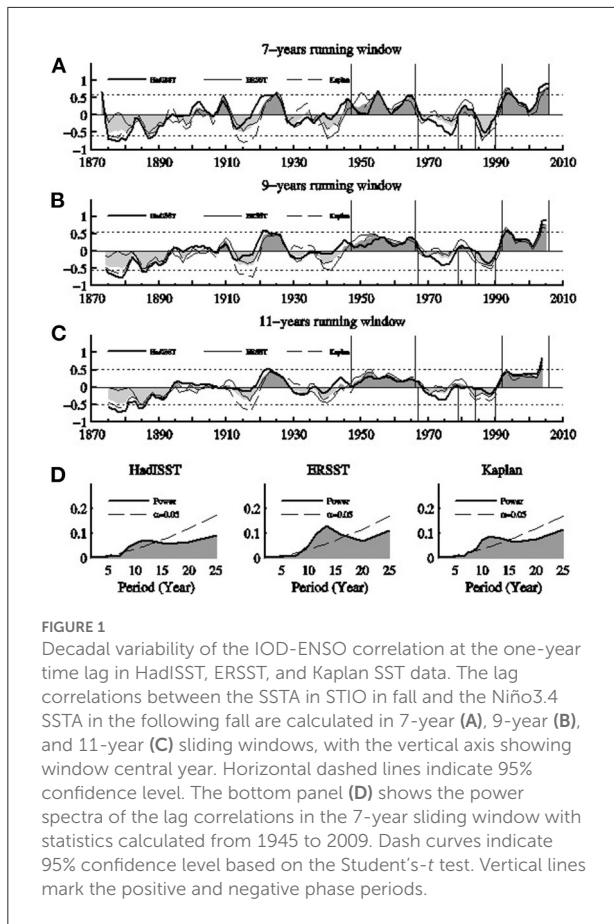 7–years running window
A
HadISST ERSST Kaplan
1
0.5
0
−0.5
−1
1870 1890 1910 1930 1950 1970 1990 2010
9–years running window
B
HadISST ERSST Kaplan
1
0.5
0
−0.5
−1
1870 1890 1910 1930 1950 1970 1990 2010
11–years running window
C
HadISST ERSST Kaplan
1
0.5
0
−0.5
−1
1870 1890 1910 1930 1950 1970 1990 2010
D
HadISST ERSST Kaplan
Power Power Power
α=0.05 α=0.05 α=0.05
0.2 0.2 0.2
0.1 0.1 0.1
0 0 0
5 10 15 20 25 5 10 15 20 25 5 10 15 20 25
Period (Year) Period (Year) Period (Year)
FIGURE 1
Decadal variability of the IOD-ENSO correlation at the one-year
time lag in HadISST, ERSST, and Kaplan SST data. The lag
correlations between the SSTA in STIO in fall and the Niño3.4
SSTA in the following fall are calculated in 7-year (A), 9-year (B),
and 11-year (C) sliding windows, with the vertical axis showing
window central year. Horizontal dashed lines indicate 95%
confidence level. The bottom panel (D) shows the power
spectra of the lag correlations in the 7-year sliding window with
statistics calculated from 1945 to 2009. Dash curves indicate
95% confidence level based on the Student's-t test. Vertical lines
mark the positive and negative phase periods.